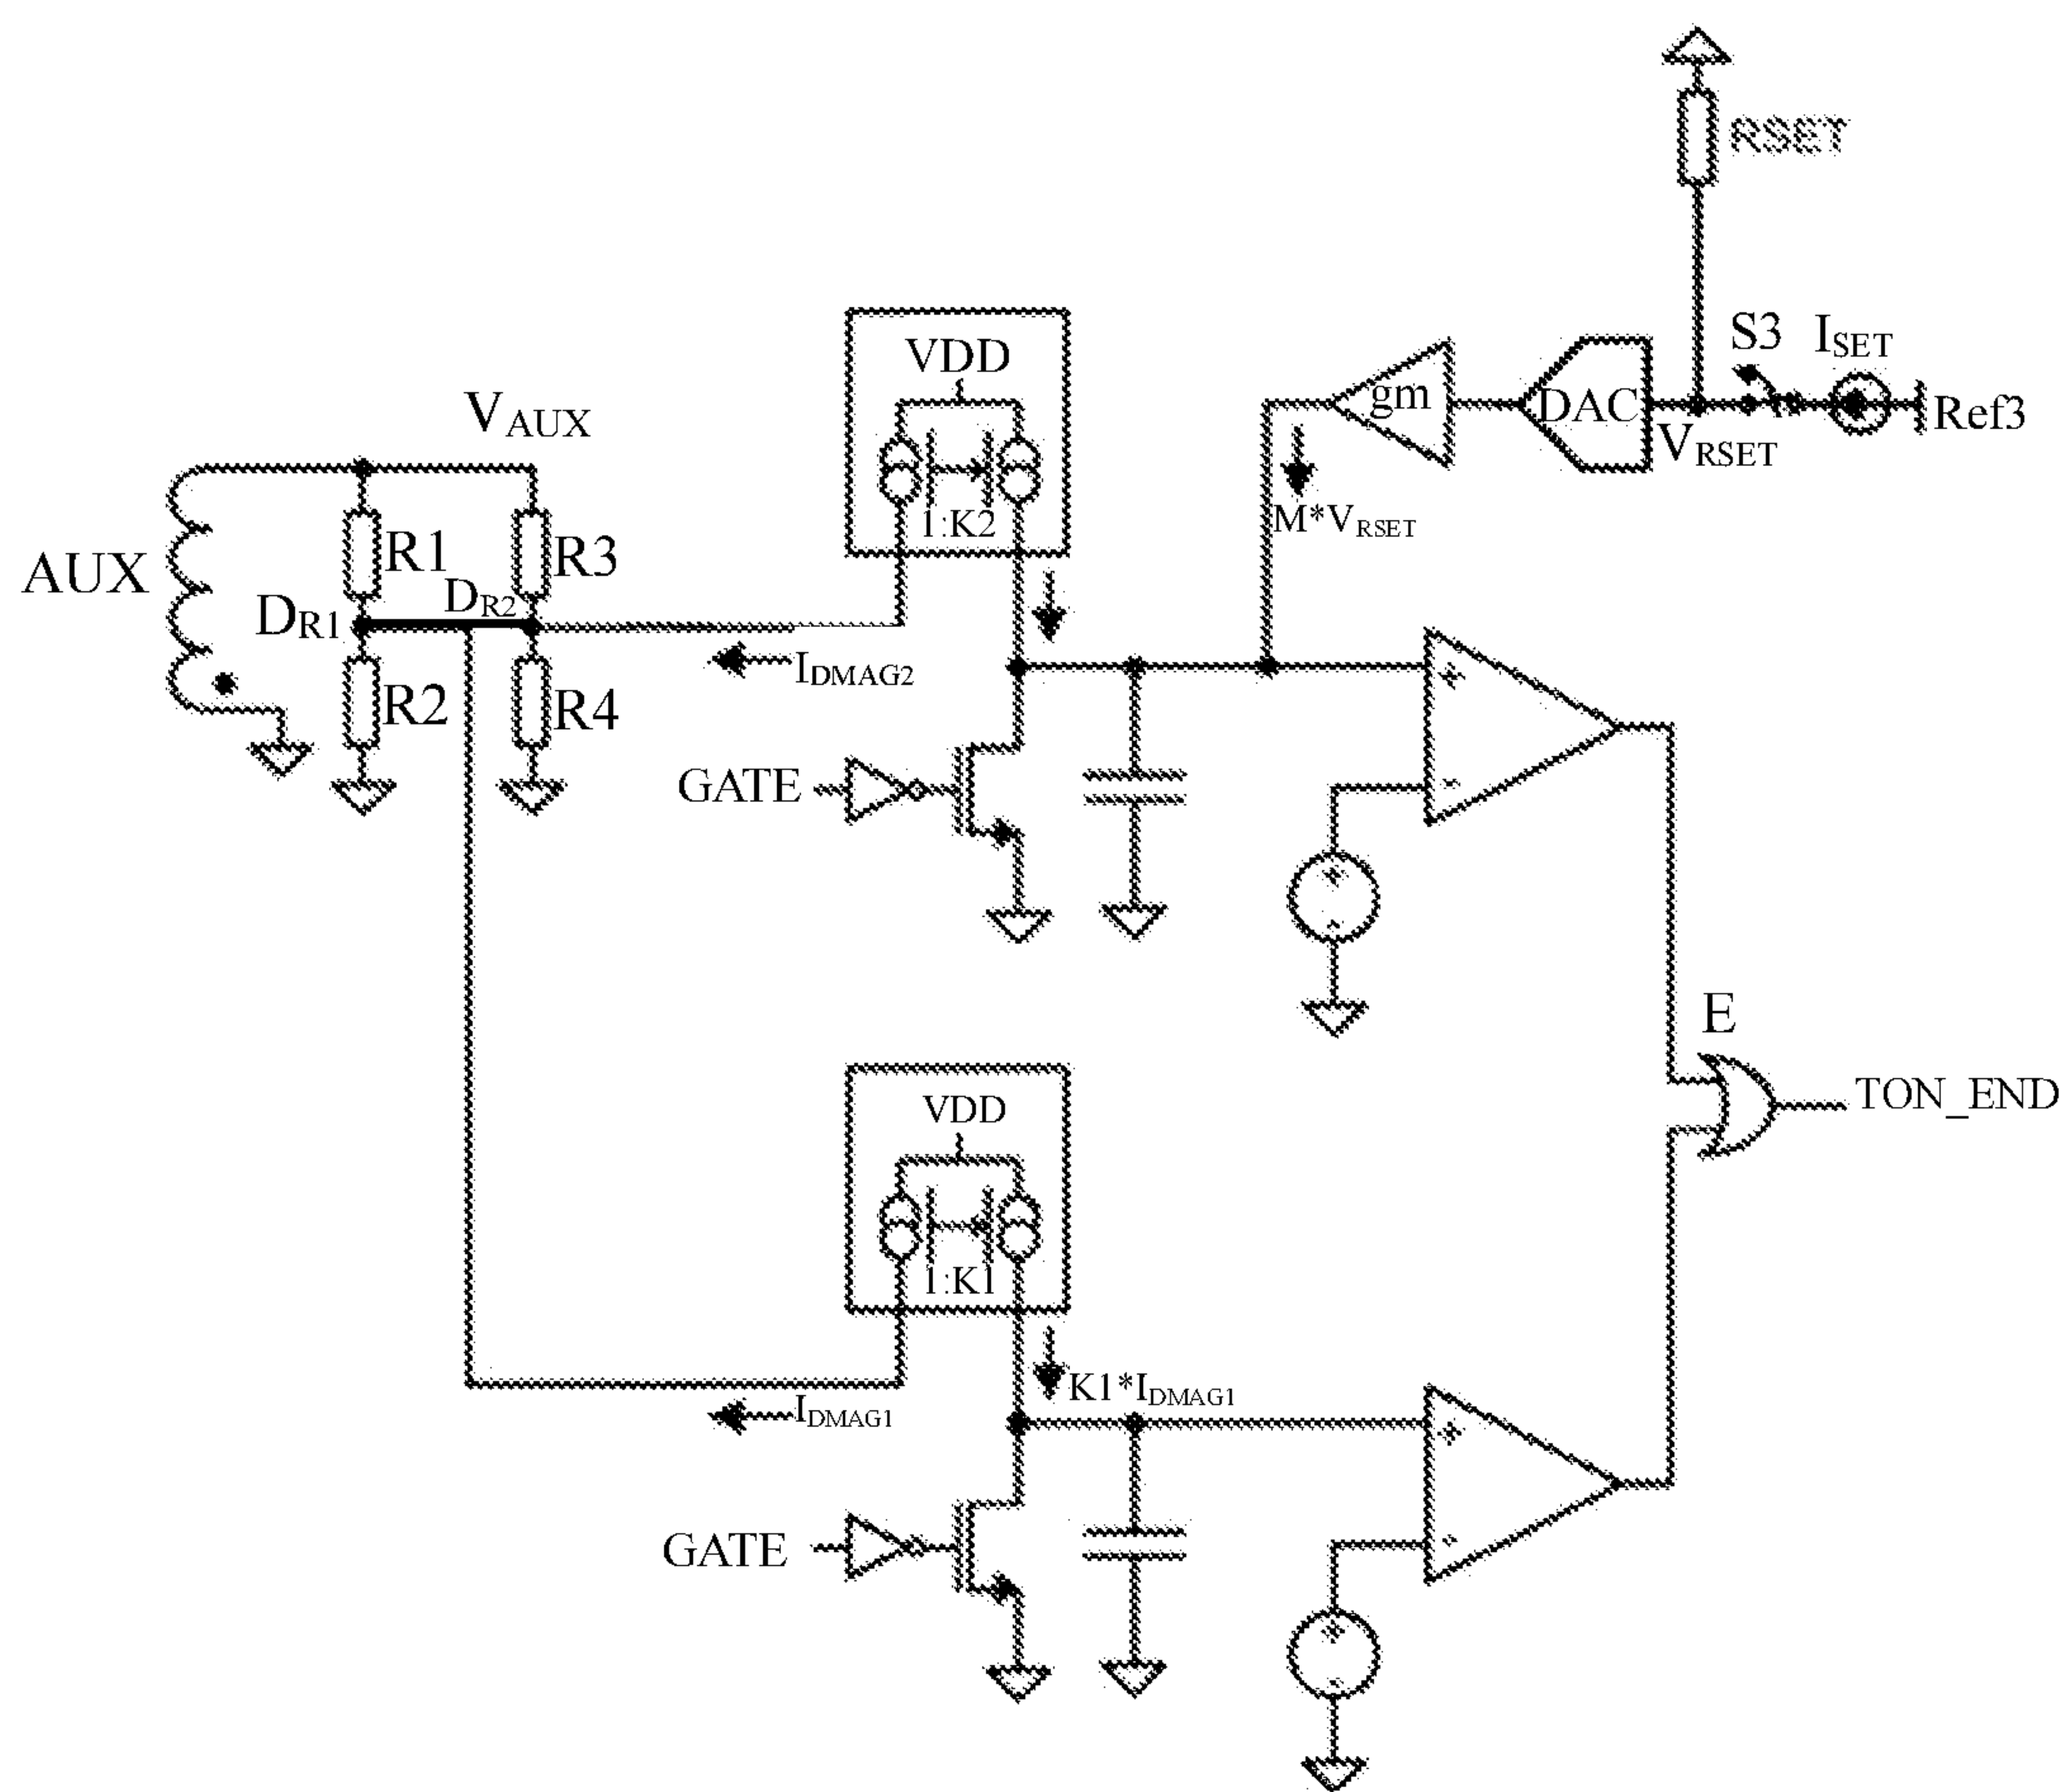 RSET
S3
ISET
VDD
gm
DAC
Ref3
VRSET
VAUX
1:K2
M*VRSET
AUX
R1
R3
DR1
DR2
IDMAG2
R2
R4
GATE
+
-
+
-
E
TON_END
VDD
1:K1
K1*IDMAG1
IDMAG1
+
GATE
-
+
-